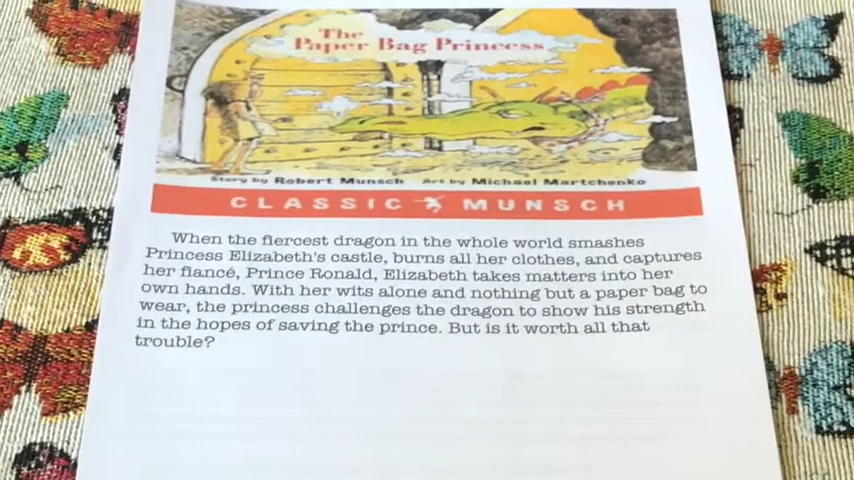 The
Paper Bag Princess
Story by Robert Munsch Art by Michael Martchenko
CLASSIC MUNSCH
When the fiercest dragon in the whole world smashes
Princess Elizabeth's castle, burns all her clothes, and captures
her fiancé, Prince Ronald, Elizabeth takes matters into her
own hands. With her wits alone and nothing but a paper bag to
wear, the princess challenges the dragon to show his strength
in the hopes of saving the prince. But is it worth all that
trouble?